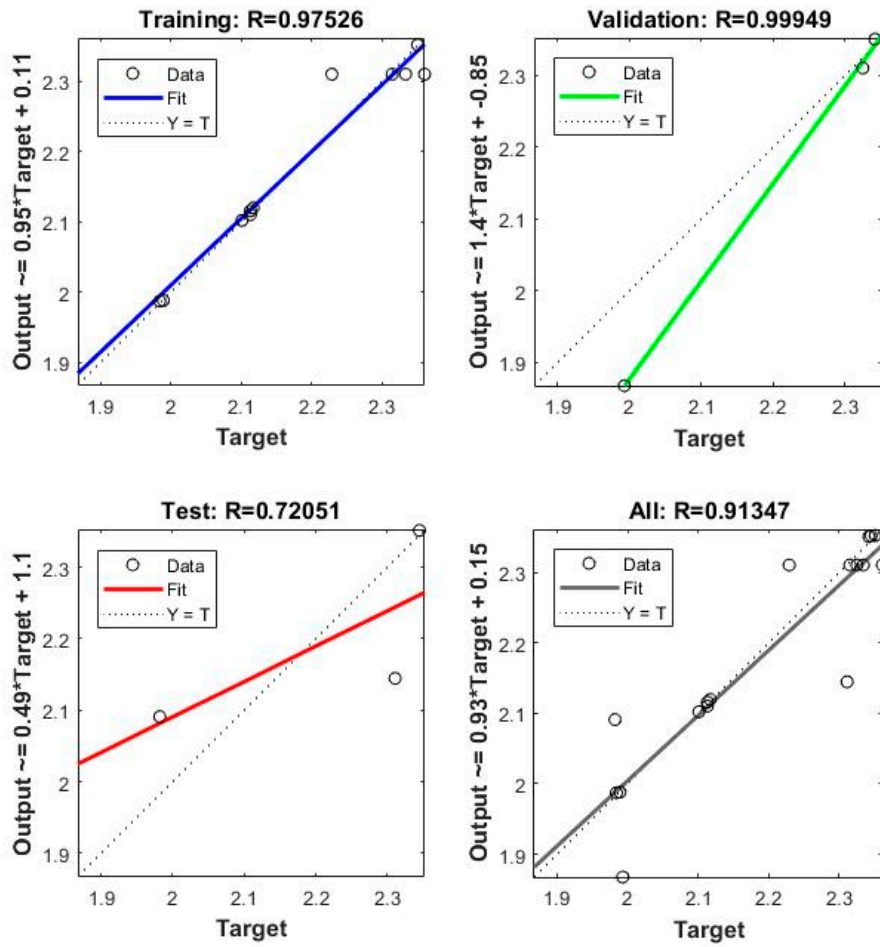 Training: R=0.97526
Output ~= 0.95*Target + 0.11
2.3
2.2
2.1
2
1.9
Data
Fit
Y = T
1.9 2 2.1 2.2 2.3
Target
Validation: R=0.99949
Output ~= 1.4*Target + -0.85
2.3
2.2
2.1
2
1.9
Data
Fit
Y = T
1.9 2 2.1 2.2 2.3
Target
Test: R=0.72051
Output ~= 0.49*Target + 1.1
2.3
2.2
2.1
2
1.9
Data
Fit
Y = T
1.9 2 2.1 2.2 2.3
Target
All: R=0.91347
Output ~= 0.93*Target + 0.15
2.3
2.2
2.1
2
1.9
Data
Fit
Y = T
1.9 2 2.1 2.2 2.3
Target